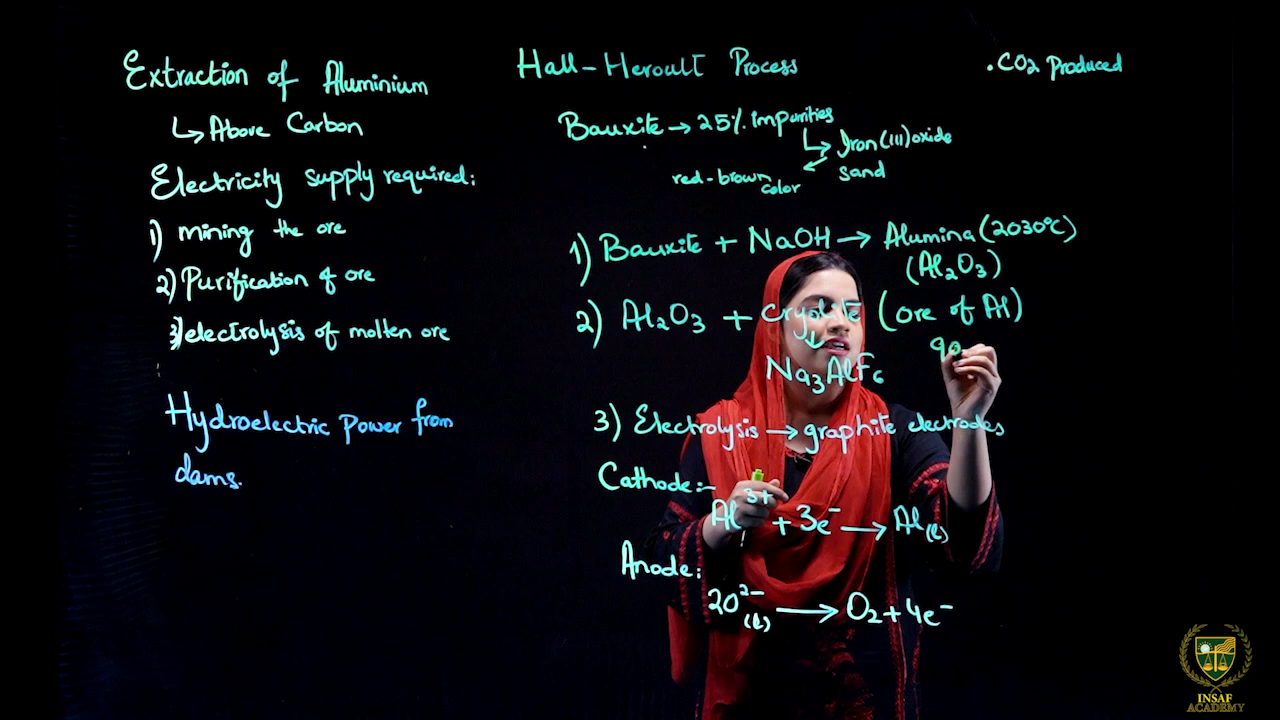 Extraction of Aluminium
↳ Above Carbon
Electricity supply required:
1) mining the ore
2) Purification of ore
3) electrolysis of molten ore
Hydroelectric Power from
dams.
Hall-Heroult Process
Bauxite → 25% impurities
↳ Iron(III)oxide
sand
red-brown color
1) Bauxite + NaOH → Alumina (2030°C)
(Al₂O₃)
2) Al₂O₃ + Cryolite (ore of Al)
↓
90
Na₃AlF₆
3) Electrolysis → graphite electrodes
Cathode:-
Al³⁺ + 3e⁻ → Al(l)
Anode:
2O²⁻(l) → O₂ + 4e⁻
.CO2 Produced
INSAF
ACADEMY